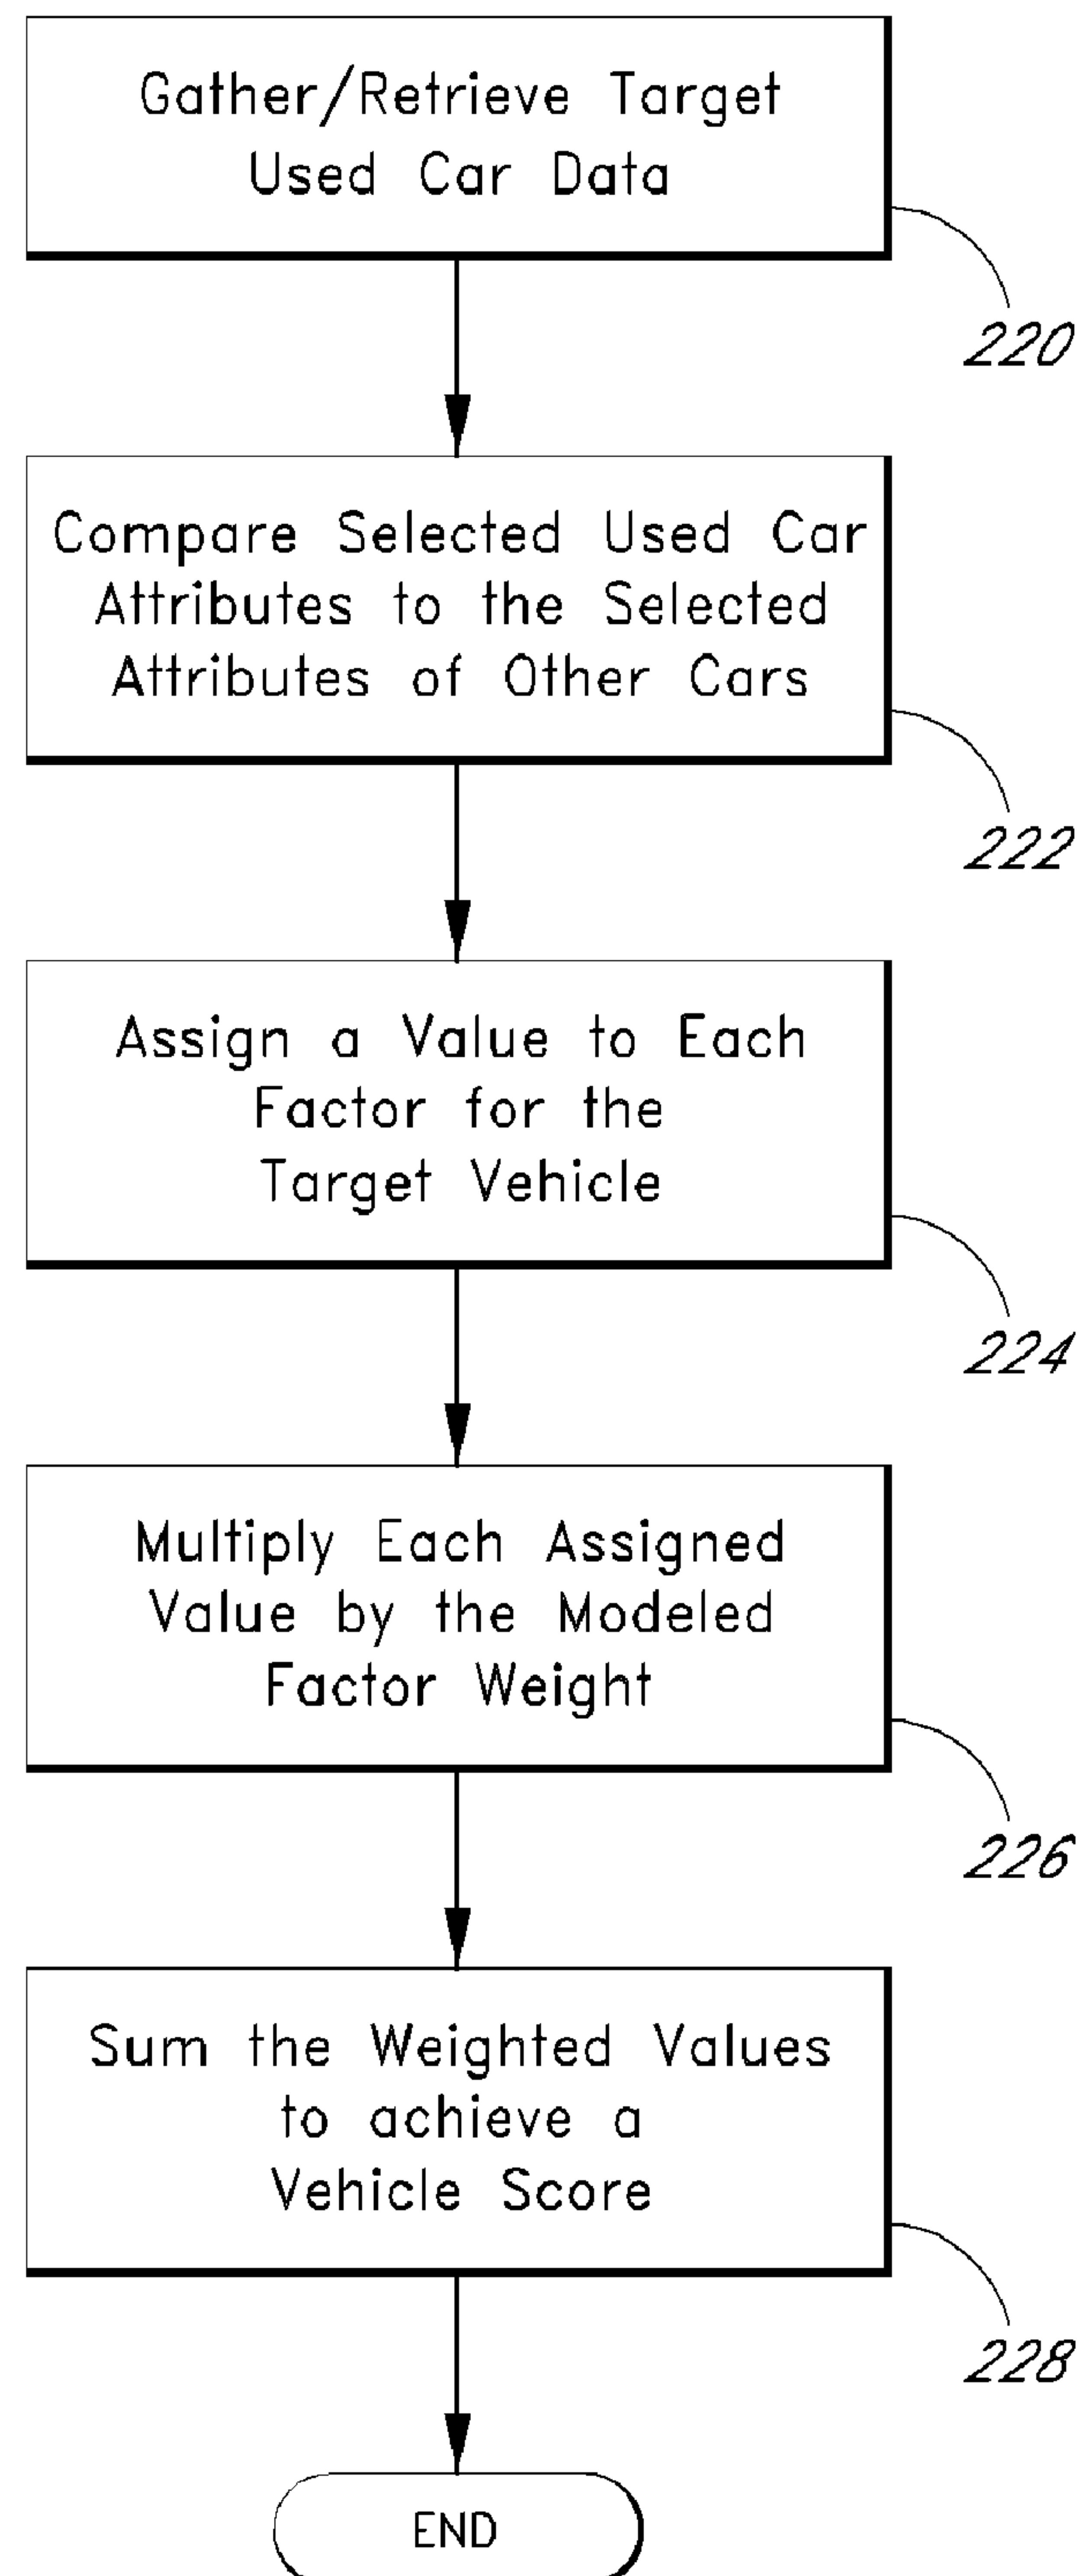 Gather/Retrieve Target
Used Car Data
220
Compare Selected Used Car
Attributes to the Selected
Attributes of Other Cars
222
Assign a Value to Each
Factor for the
Target Vehicle
224
Multiply Each Assigned
Value by the Modeled
Factor Weight
226
Sum the Weighted Values
to achieve a
Vehicle Score
228
END